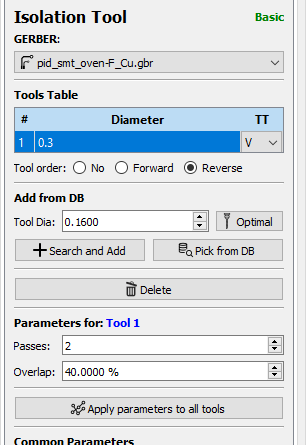 Isolation Tool Basic
GERBER:
pid_smt_oven-F_Cu.gbr
Tools Table
# Diameter TT
1 0.3 V
Tool order: No Forward Reverse
Add from DB
Tool Dia: 0.1600 Optimal
Search and Add Pick from DB
Delete
Parameters for: Tool 1
Passes: 2
Overlap: 40.0000 %
Apply parameters to all tools
Common Parameters